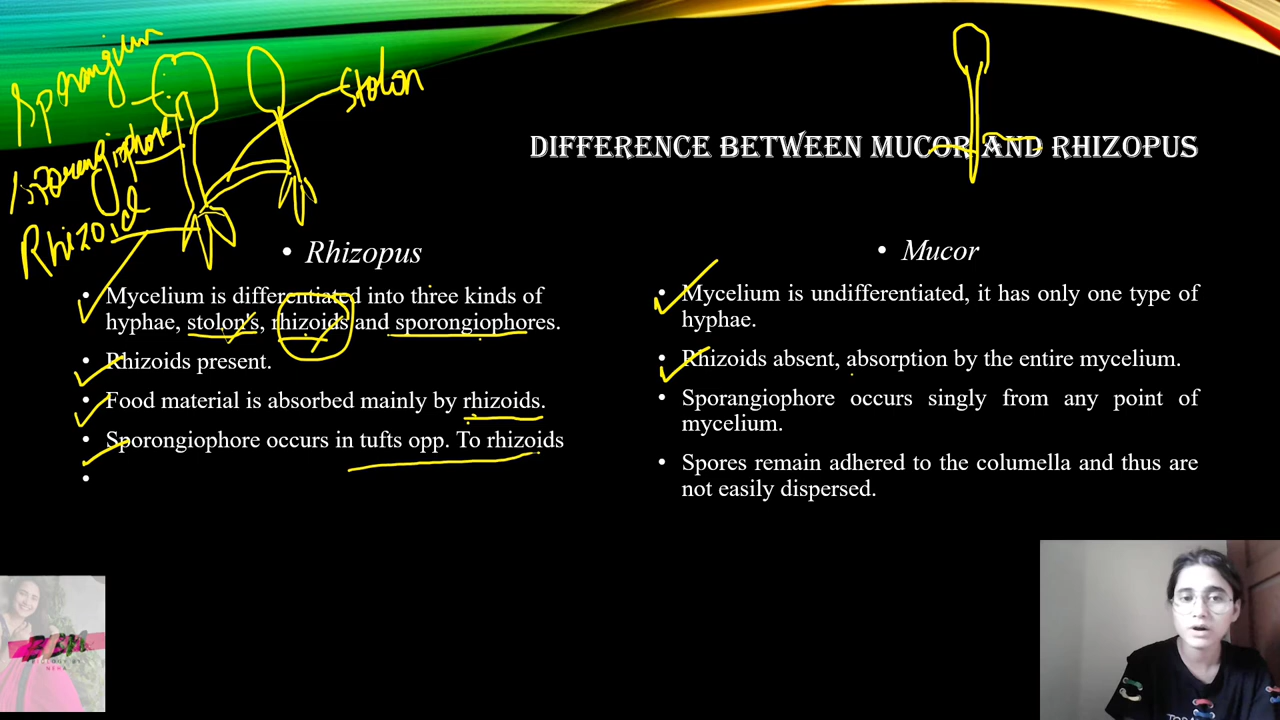 Sporangium
Sporangiophore
Rhizoid
Stolon
DIFFERENCE BETWEEN MUCOR AND RHIZOPUS
• Rhizopus
• Mycelium is differentiated into three kinds of
hyphae, stolon's, rhizoids and sporongiophores.
• Rhizoids present.
• Food material is absorbed mainly by rhizoids.
• Sporongiophore occurs in tufts opp. To rhizoids
•
• Mucor
• Mycelium is undifferentiated, it has only one type of
hyphae.
• Rhizoids absent, absorption by the entire mycelium.
• Sporangiophore occurs singly from any point of
mycelium.
• Spores remain adhered to the columella and thus are
not easily dispersed.